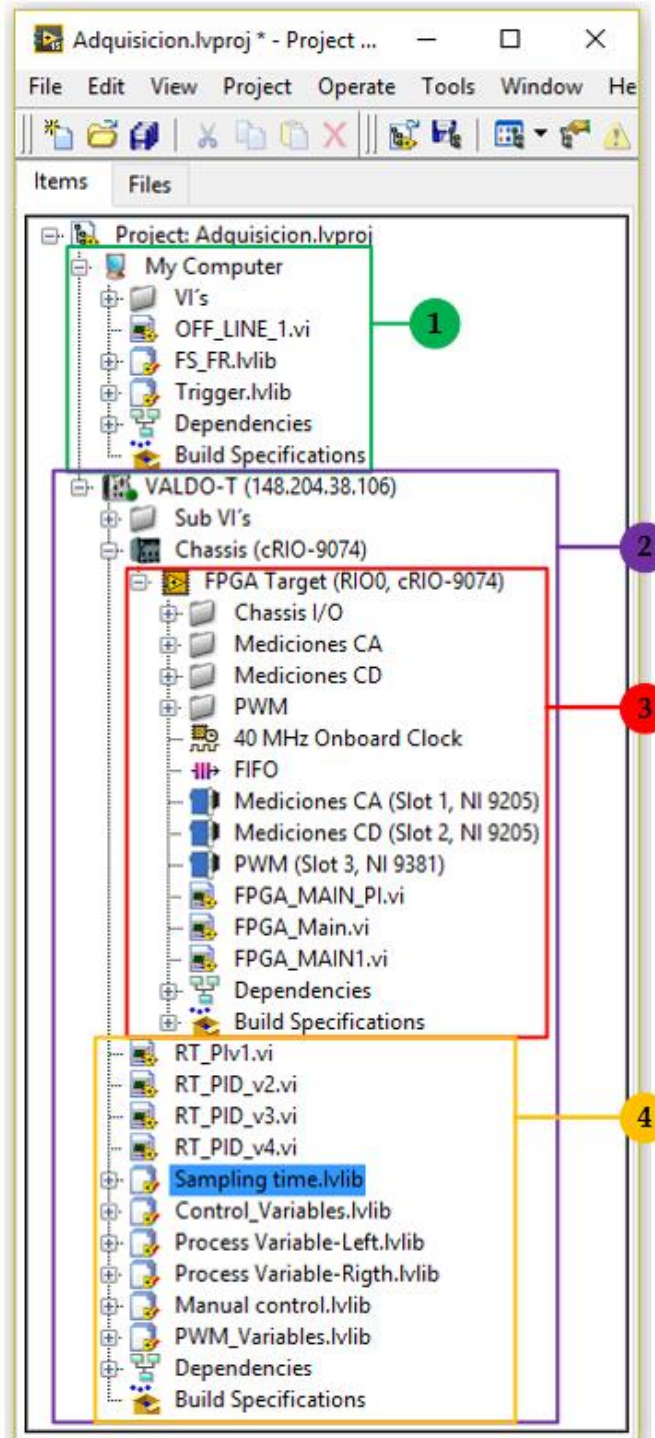 Adquisicion.lvproj * - Project ...
File Edit View Project Operate Tools Window He
Items Files
Project: Adquisicion.lvproj
My Computer
VI's
OFF_LINE_1.vi
1
FS_FR.lvlib
Trigger.lvlib
Dependencies
Build Specifications
VALDO-T (148.204.38.106)
Sub VI's
Chassis (cRIO-9074)
2
FPGA Target (RIO0, cRIO-9074)
Chassis I/O
Mediciones CA
Mediciones CD
PWM
3
40 MHz Onboard Clock
FIFO
Mediciones CA (Slot 1, NI 9205)
Mediciones CD (Slot 2, NI 9205)
PWM (Slot 3, NI 9381)
FPGA_MAIN_PI.vi
FPGA_Main.vi
FPGA_MAIN1.vi
Dependencies
Build Specifications
RT_PIv1.vi
RT_PID_v2.vi
RT_PID_v3.vi
4
RT_PID_v4.vi
Sampling time.lvlib
Control_Variables.lvlib
Process Variable-Left.lvlib
Process Variable-Rigth.lvlib
Manual control.lvlib
PWM_Variables.lvlib
Dependencies
Build Specifications